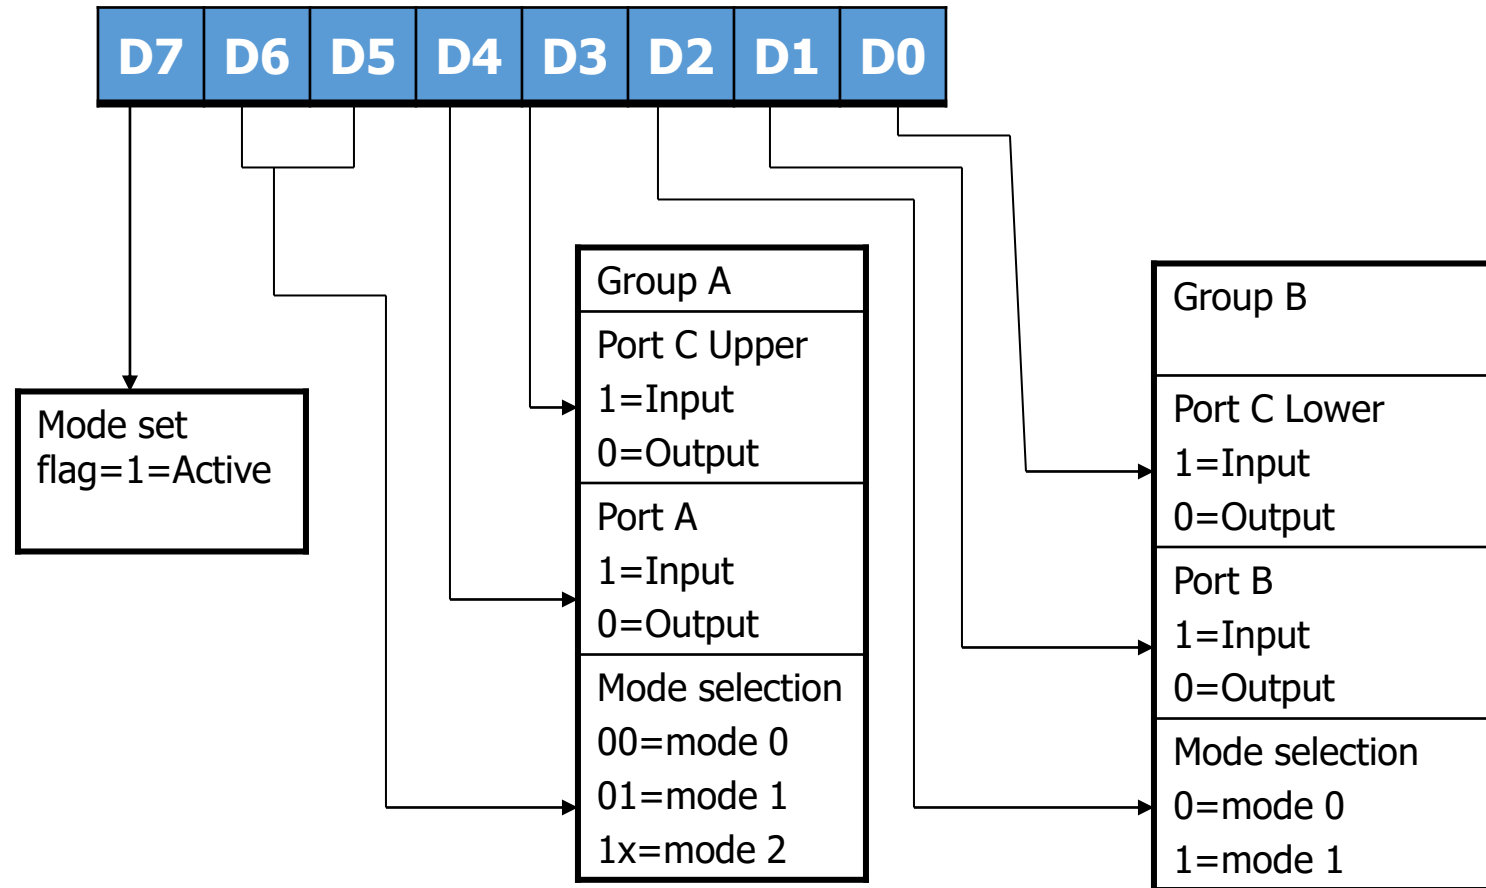 D7 D6 D5 D4 D3 D2 D1 D0
Mode set
flag=1=Active
Group A
Port C Upper
1=Input
0=Output
Port A
1=Input
0=Output
Mode selection
00=mode 0
01=mode 1
1x=mode 2
Group B
Port C Lower
1=Input
0=Output
Port B
1=Input
0=Output
Mode selection
0=mode 0
1=mode 1